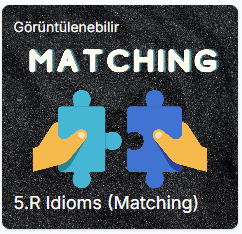 Görüntülenebilir
MATCHING
5.R Idioms (Matching)